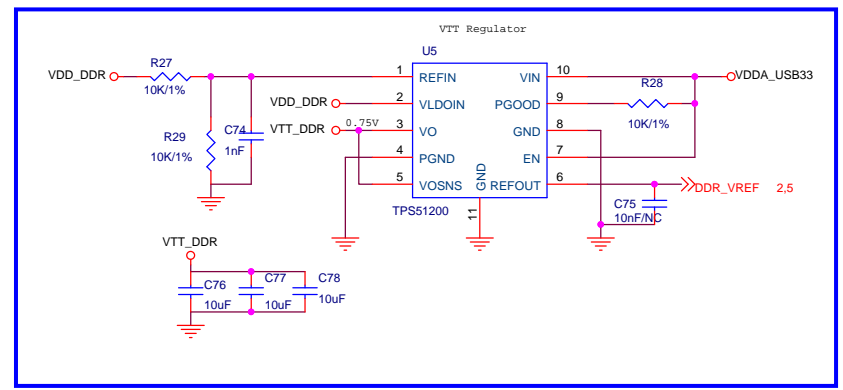 VTT Regulator
U5
VDD_DDR
R27
10K/1%
1
REFIN
VIN
10
R28
VDDA_USB33
VDD_DDR
2
VLDOIN
PGOOD
9
10K/1%
R29
10K/1%
C74
1nF
VTT_DDR
0.75V
3
VO
GND
8
4
PGND
EN
7
5
VOSNS
GND
REFOUT
6
DDR_VREF 2,5
TPS51200
11
C75
10nF/NC
VTT_DDR
C76
10uF
C77
10uF
C78
10uF